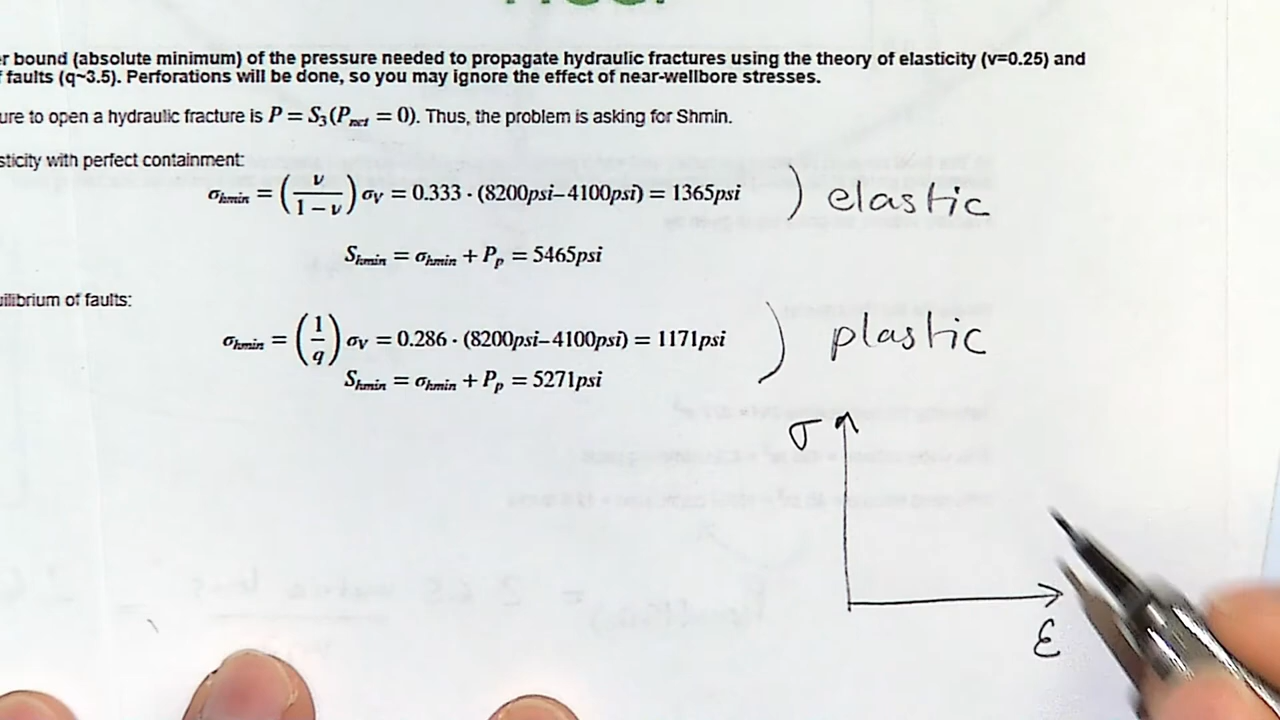 r bound (absolute minimum) of the pressure needed to propagate hydraulic fractures using the theory of elasticity (v=0.25) and
f faults (q~3.5). Perforations will be done, so you may ignore the effect of near-wellbore stresses.
ure to open a hydraulic fracture is P = S₃(Pₙₑₜ = 0). Thus, the problem is asking for Shmin.
sticity with perfect containment:
σₕₘᵢₙ = (ν / (1 − ν)) σᵥ = 0.333 · (8200psi–4100psi) = 1365psi ) elastic
Sₕₘᵢₙ = σₕₘᵢₙ + Pₚ = 5465psi
uilibrium of faults:
σₕₘᵢₙ = (1 / q) σᵥ = 0.286 · (8200psi–4100psi) = 1171psi ) plastic
Sₕₘᵢₙ = σₕₘᵢₙ + Pₚ = 5271psi
σ
ε